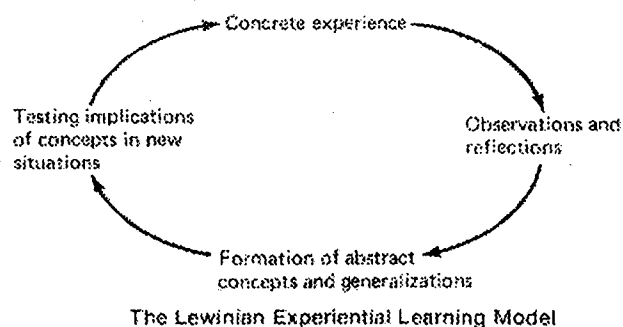 Concrete experience
Testing implications
of concepts in new
situations
Observations and
reflections
Formation of abstract
concepts and generalizations
The Lewinian Experiential Learning Model